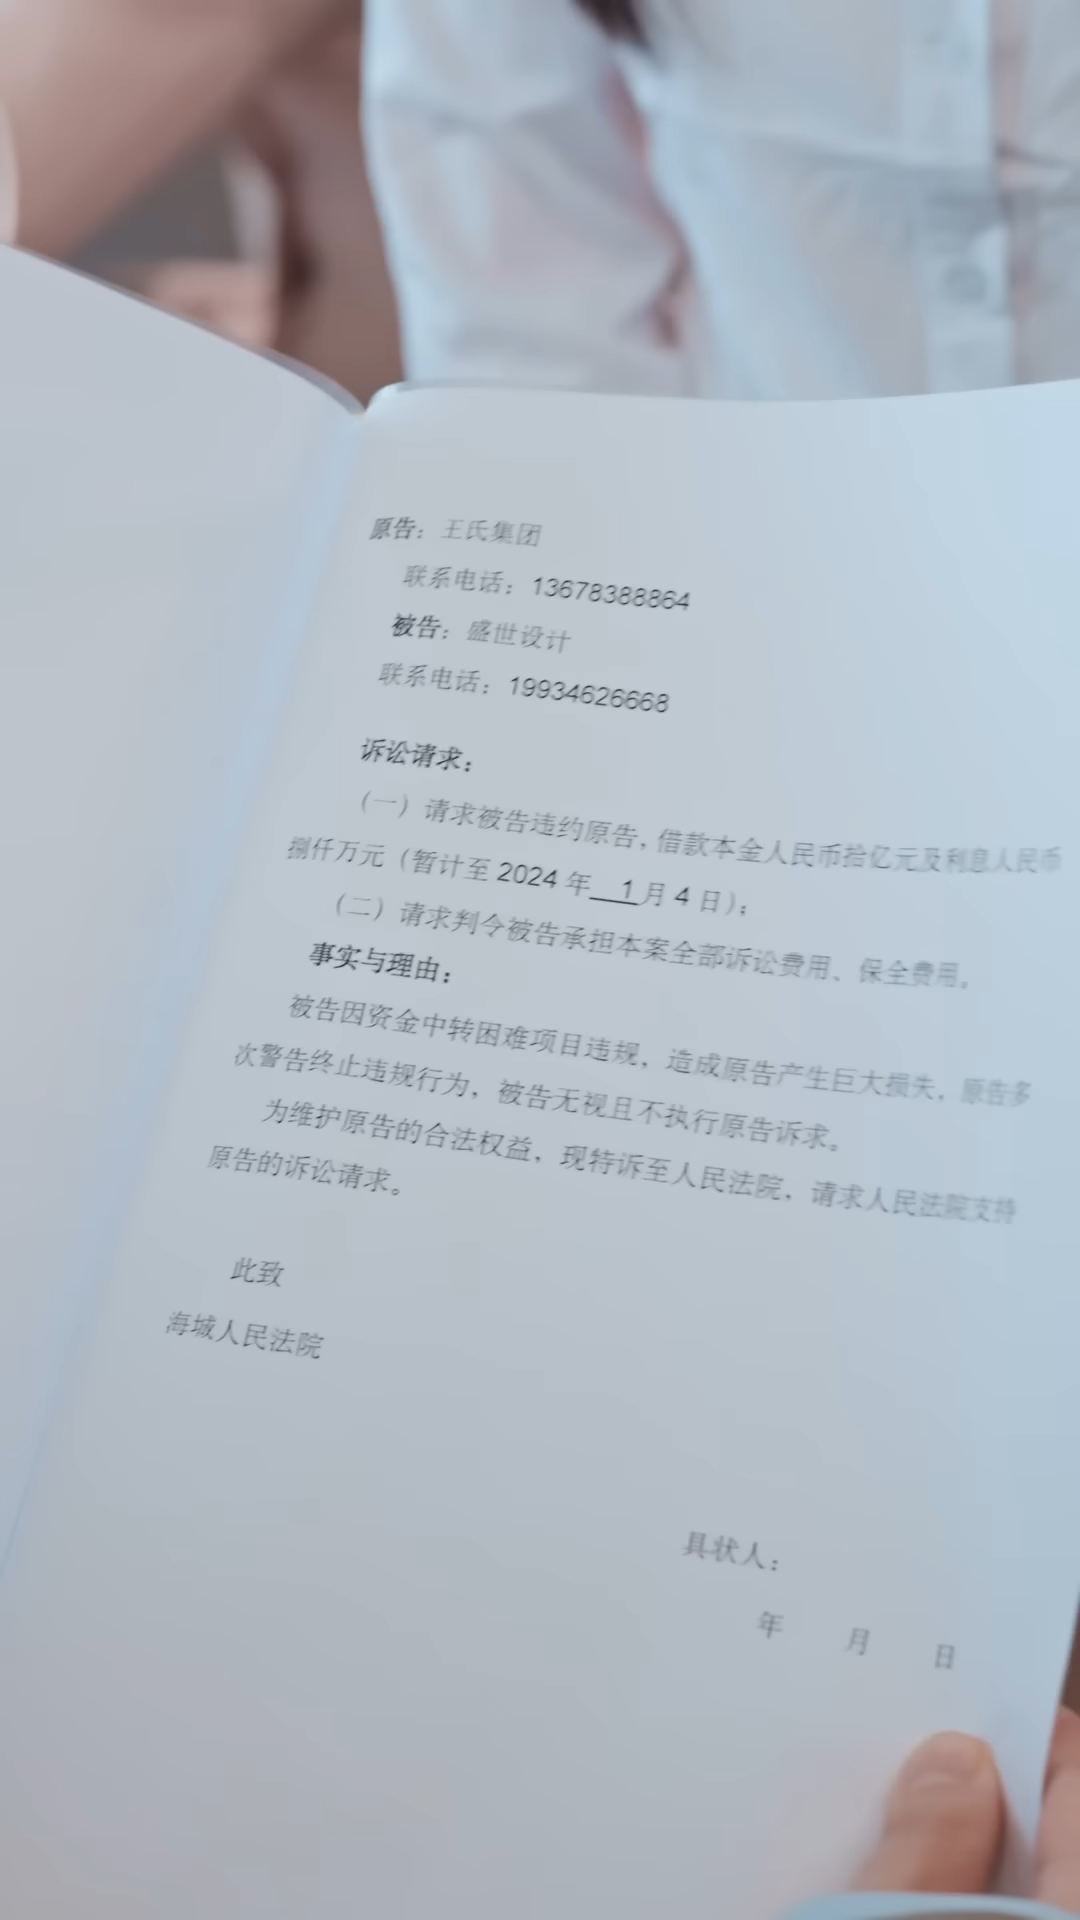 原告：王氏集团
联系电话：13678388864
被告：盛世设计
联系电话：19934626668
诉讼请求：
（一）请求被告违约原告，借款本金人民币拾亿元及利息人民币
捌仟万元（暂计至 2024 年 1 月 4 日）；
（二）请求判令被告承担本案全部诉讼费用、保全费用。
事实与理由：
被告因资金中转困难项目违规，造成原告产生巨大损失，原告多
次警告终止违规行为，被告无视且不执行原告诉求。
为维护原告的合法权益，现特诉至人民法院，请求人民法院支持
原告的诉讼请求。
此致
海城人民法院
具状人：
年 月 日